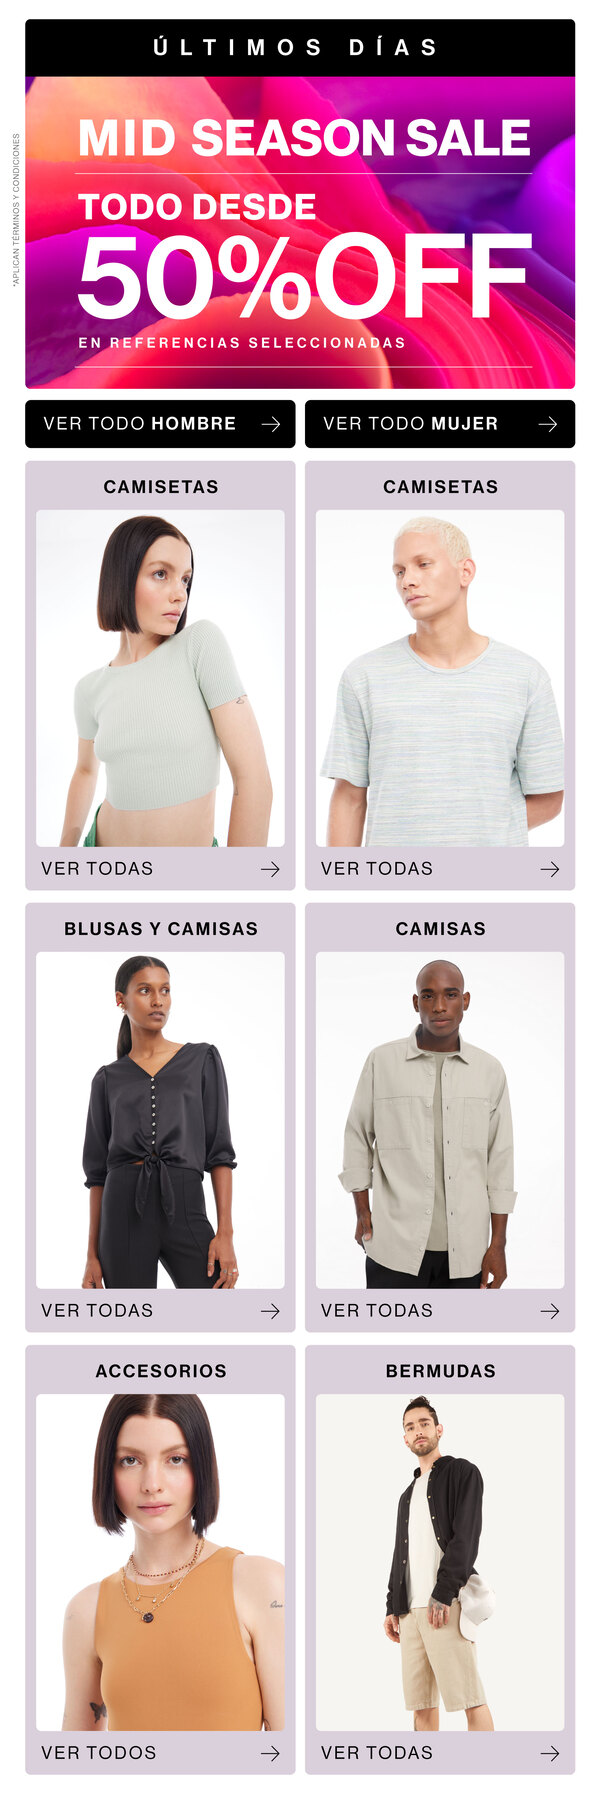 ÚLTIMOS DÍAS
*APLICAN TÉRMINOS Y CONDICIONES
MID SEASON SALE
TODO DESDE
50%OFF
EN REFERENCIAS SELECCIONADAS
VER TODO HOMBRE
VER TODO MUJER
CAMISETAS
CAMISETAS
VER TODAS
VER TODAS
BLUSAS Y CAMISAS
CAMISAS
VER TODAS
VER TODAS
ACCESORIOS
BERMUDAS
VER TODOS
VER TODAS